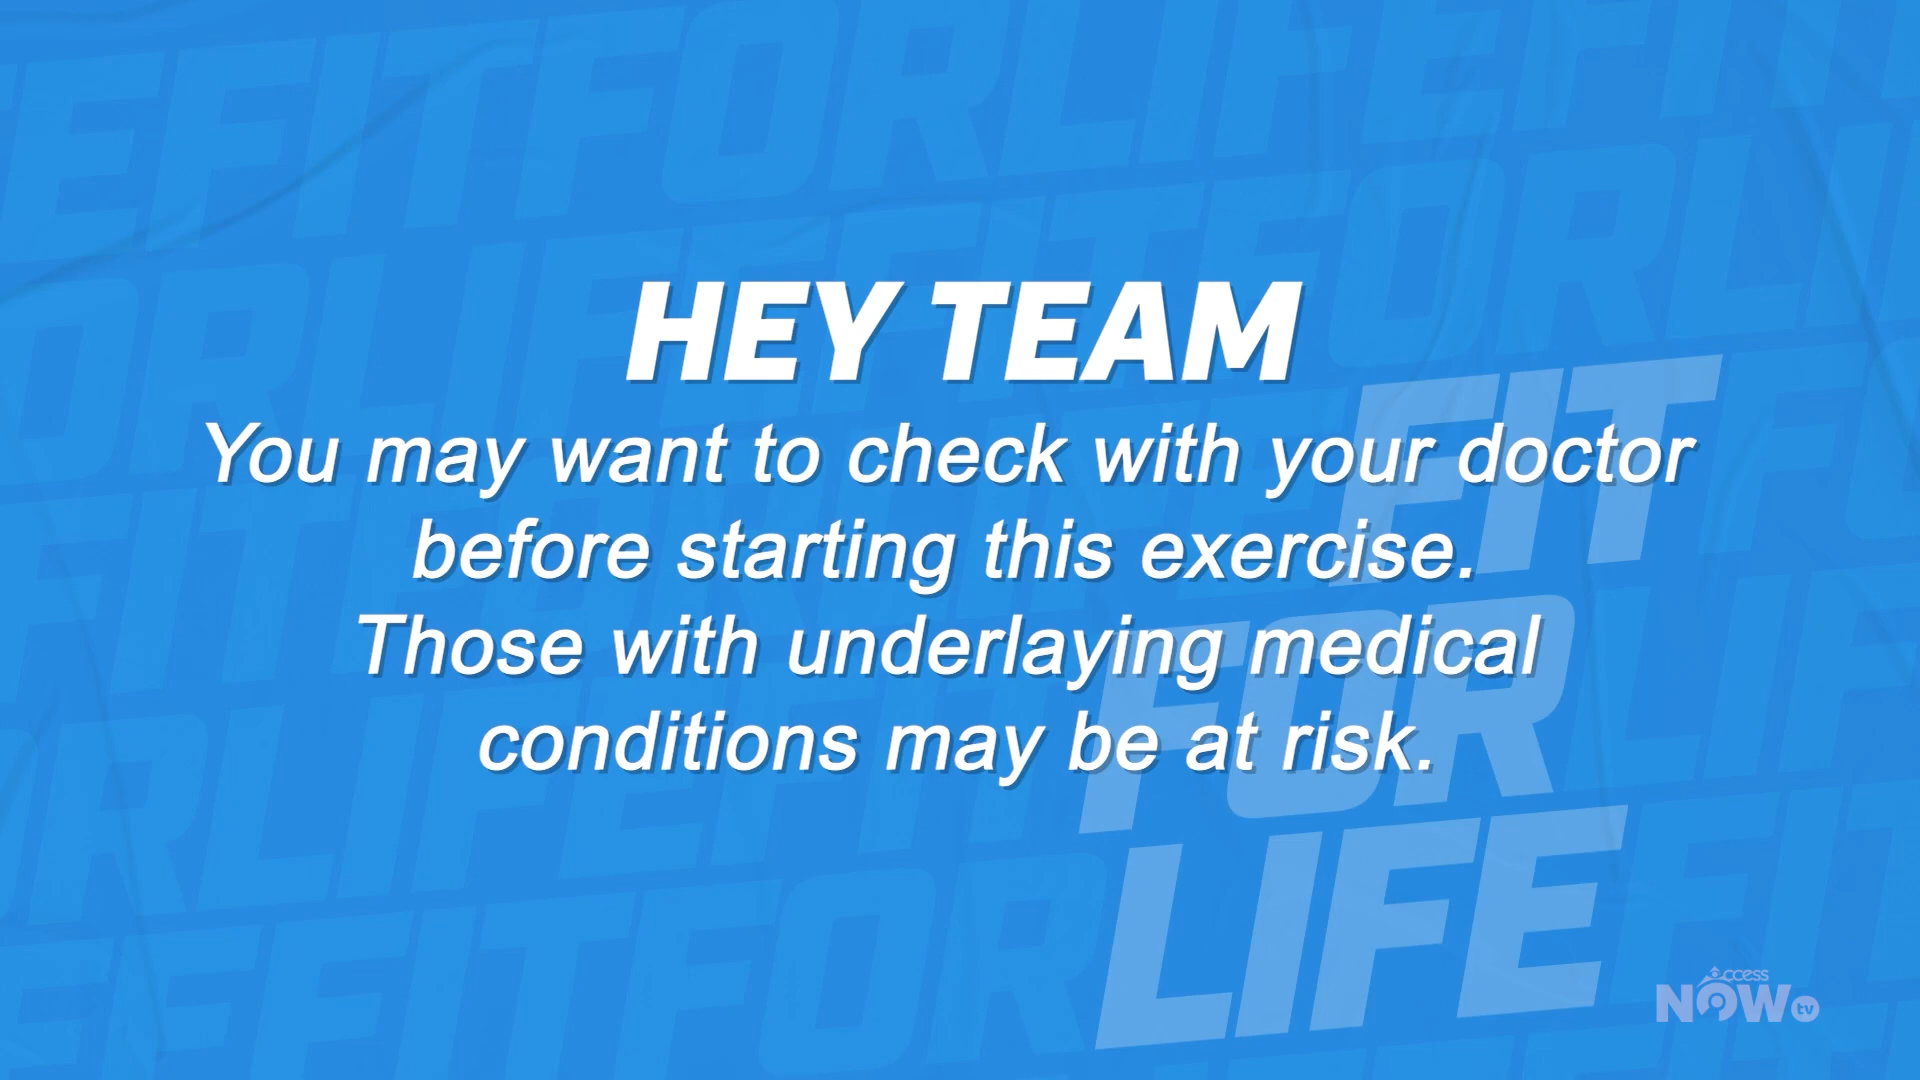 HEY TEAM
You may want to check with your doctor
before starting this exercise.
Those with underlaying medical
conditions may be at risk.
FIT
FOR
LIFE
access
NOW tv